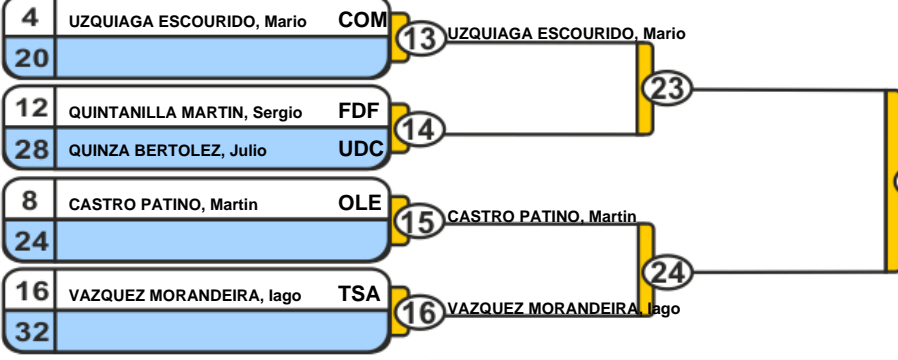 4 UZQUIAGA ESCOURIDO, Mario COM
20
13 UZQUIAGA ESCOURIDO, Mario
23
12 QUINTANILLA MARTIN, Sergio FDF
28 QUINZA BERTOLEZ, Julio UDC
14
8 CASTRO PATINO, Martin OLE
24
15 CASTRO PATINO, Martin
24
16 VAZQUEZ MORANDEIRA, Iago TSA
32
16 VAZQUEZ MORANDEIRA, Iago